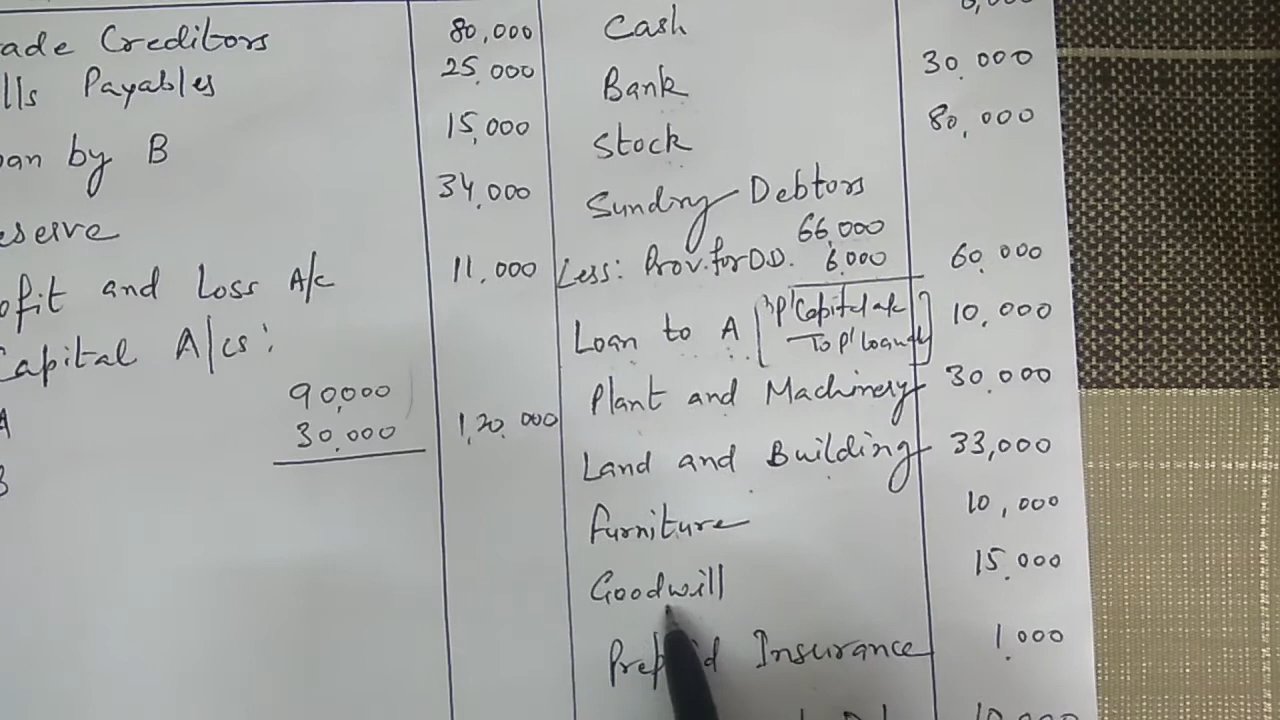 ade Creditors 80,000
lls Payables 25.000
oan by B 15,000
eserve 34.000
ofit and Loss A/c 11.000
Capital A/cs:
A 90,000
B 30.000 1,20.000
Cash
Bank 30.000
Stock 80,000
Sundry Debtors
66,000
Less: Prov. for D.D. 6.000 60.000
Loan to A 10,000
Capital a/c
To P' Loan
Plant and Machinery 30.000
Land and Building 33,000
Furniture 10,000
Goodwill 15.000
Insurance 1.000